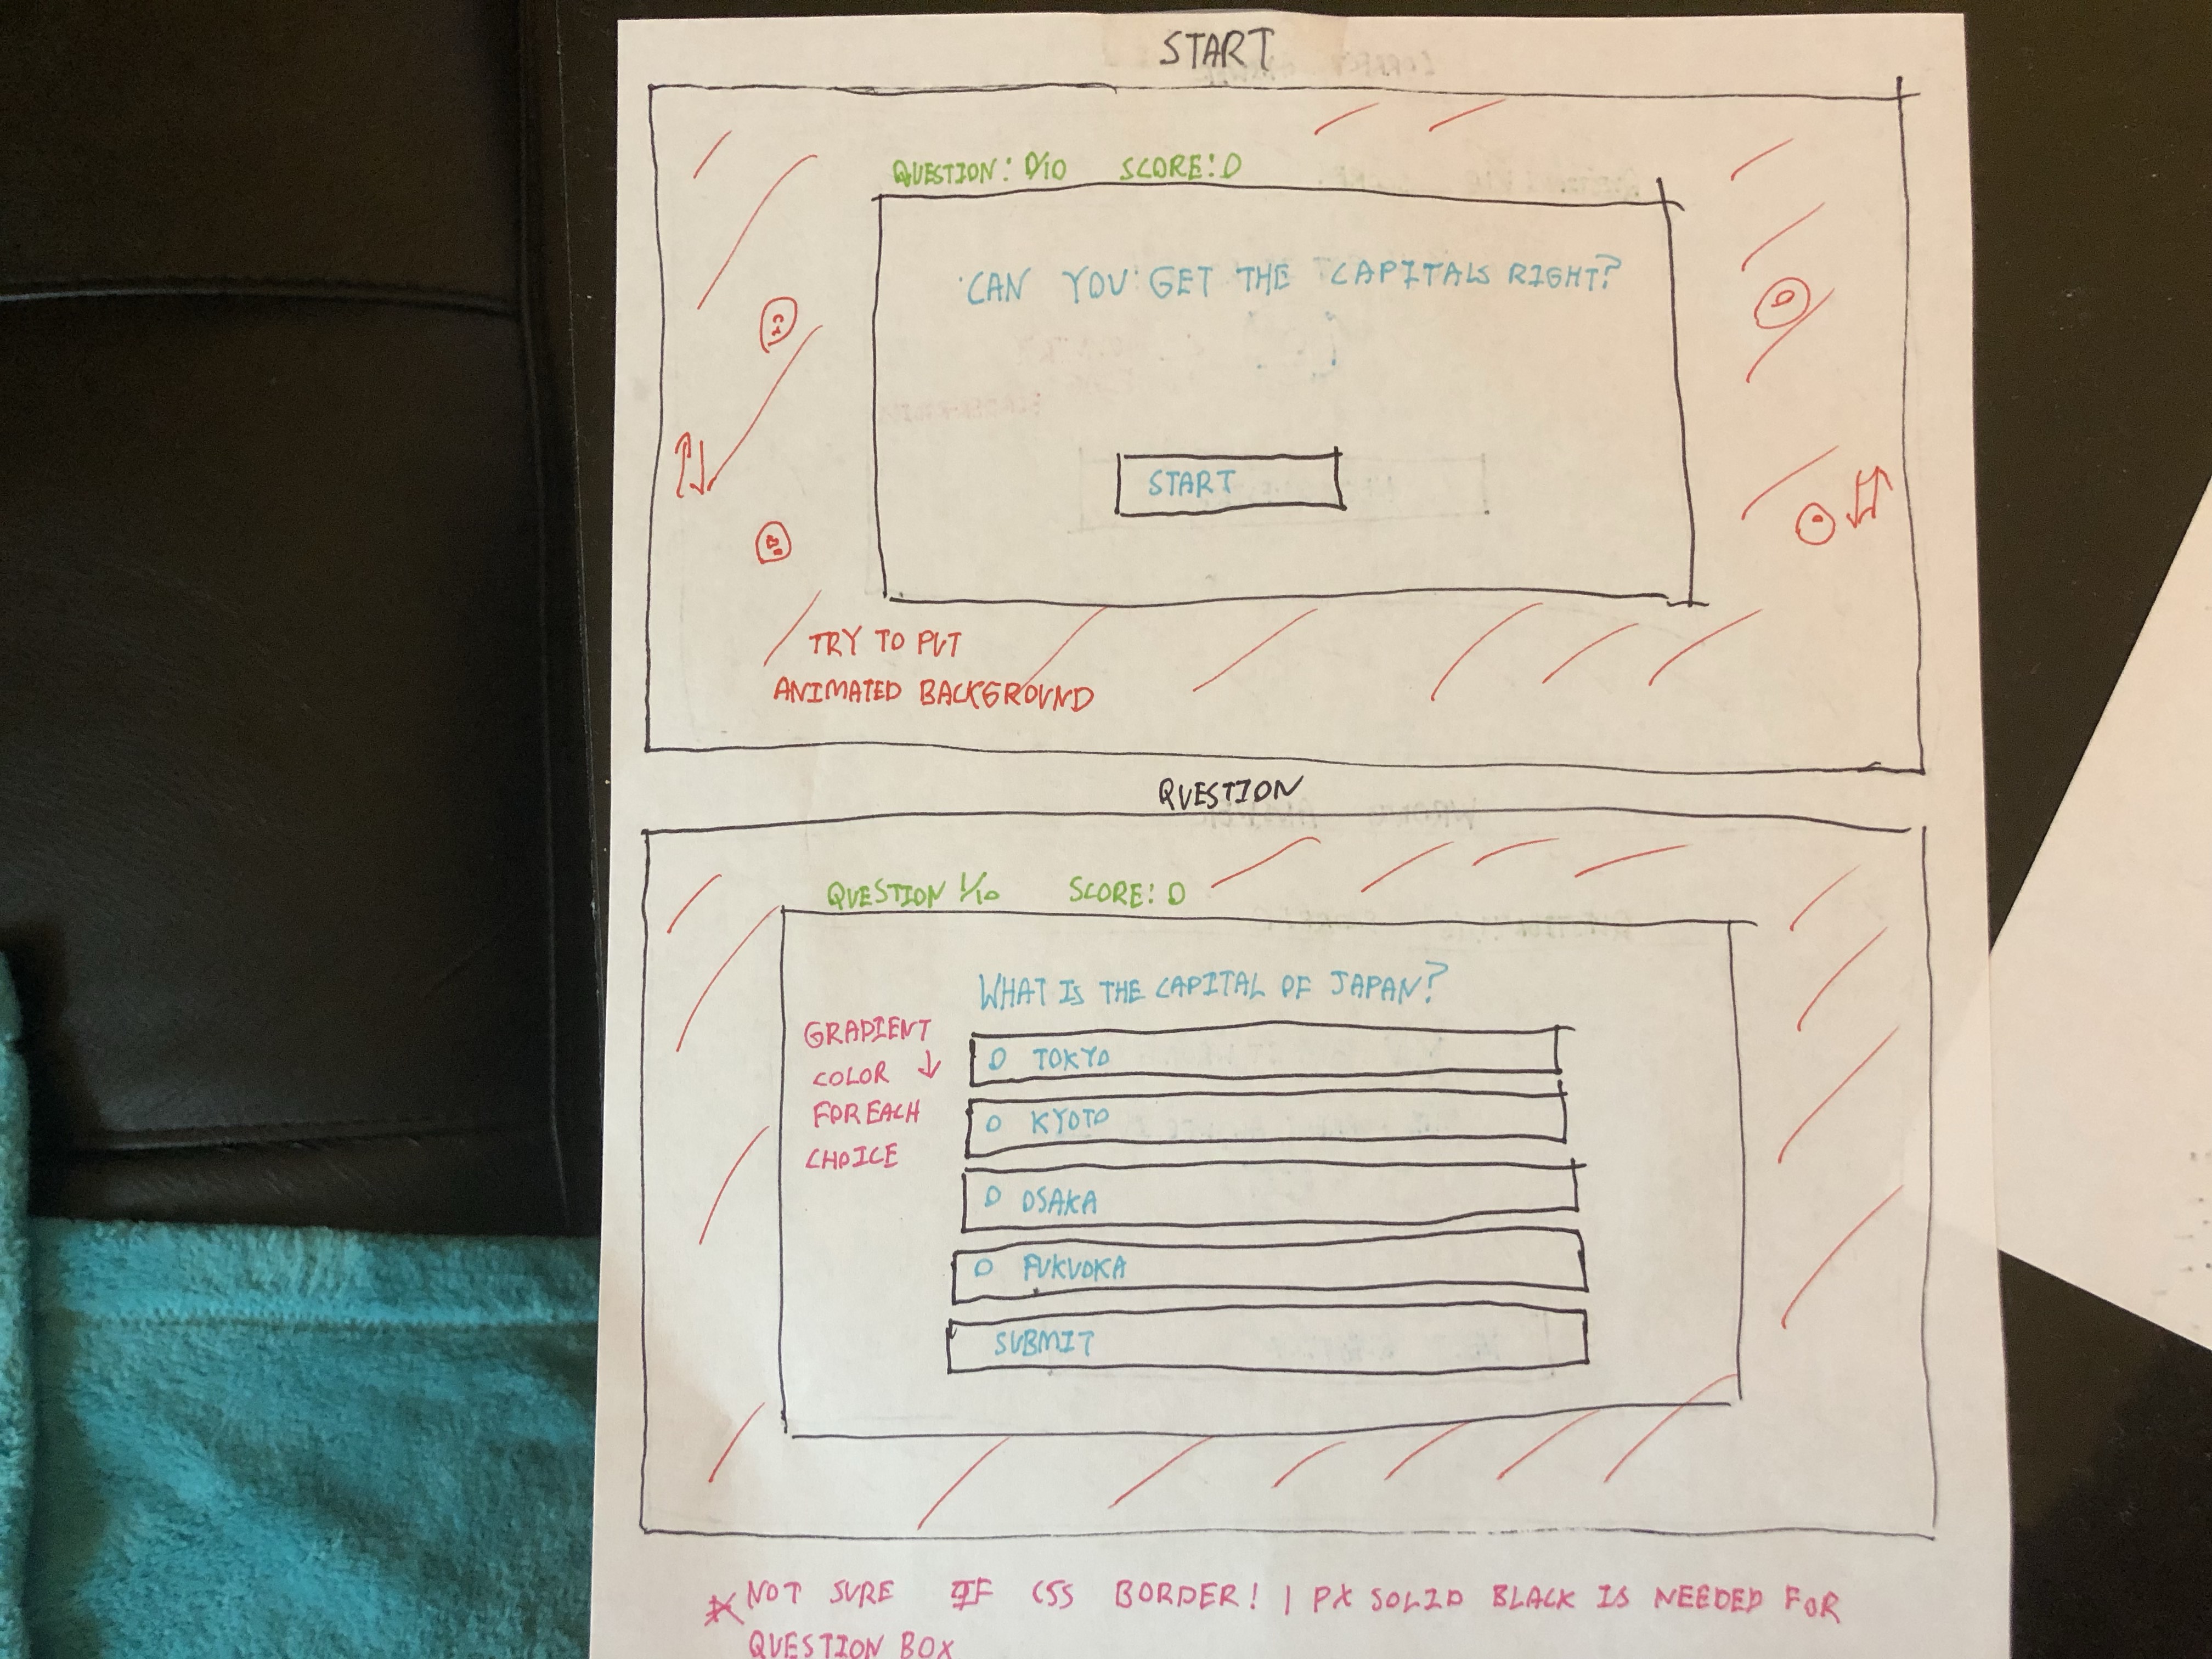 START
QUESTION: 0/10 SCORE: 0
CAN YOU GET THE CAPITALS RIGHT?
START
TRY TO PUT
ANIMATED BACKGROUND
QUESTION
QUESTION 1/10 SCORE: 0
WHAT IS THE CAPITAL OF JAPAN?
GRADIENT
COLOR ↓
FOR EACH
CHOICE
O TOKYO
O KYOTO
O OSAKA
O FUKUOKA
SUBMIT
*NOT SURE IF CSS BORDER! 1 PX SOLID BLACK IS NEEDED FOR
QUESTION BOX